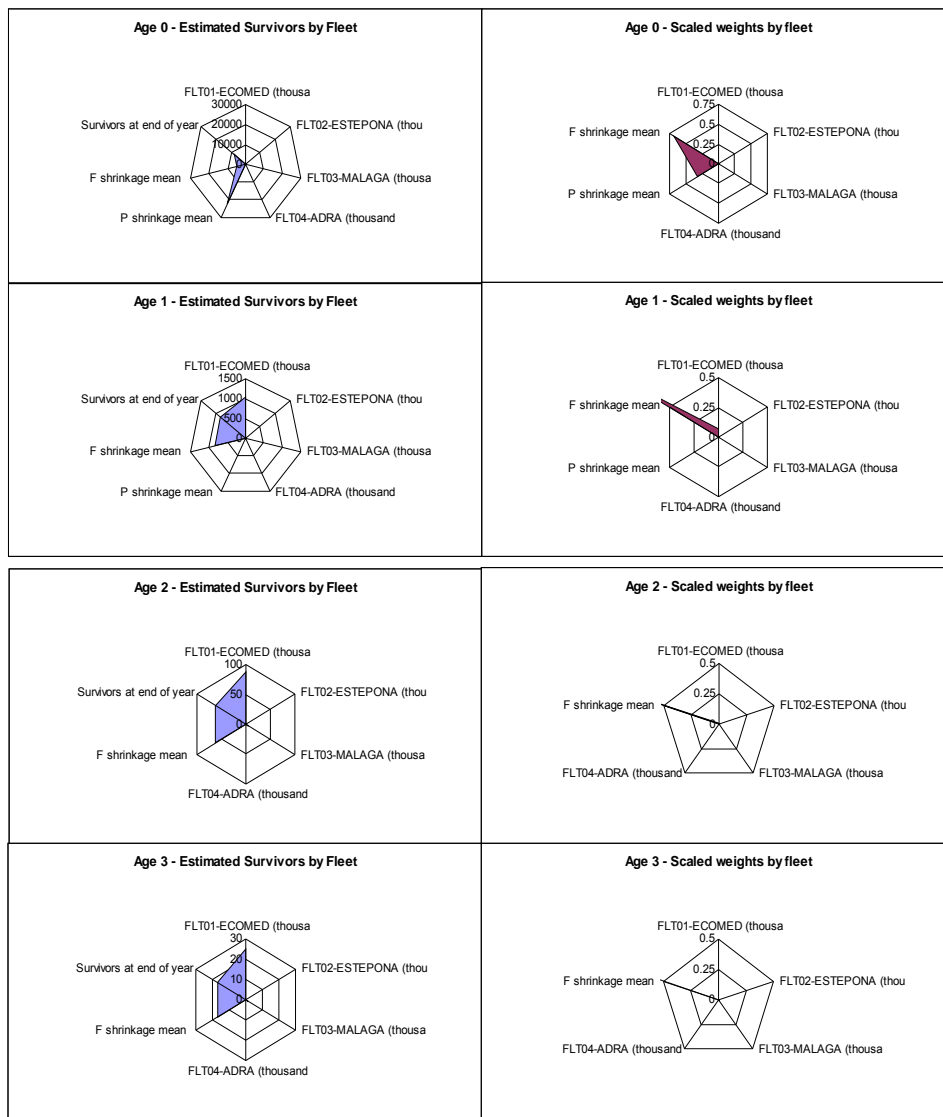 Age 0 - Estimated Survivors by Fleet
FLT01-ECOMED (thousa
30000
20000
10000
0
FLT02-ESTEPONA (thou
FLT03-MALAGA (thousa
FLT04-ADRA (thousand
P shrinkage mean
F shrinkage mean
Survivors at end of year
Age 0 - Scaled weights by fleet
FLT01-ECOMED (thousa
0.75
0.5
0.25
0
FLT02-ESTEPONA (thou
FLT03-MALAGA (thousa
FLT04-ADRA (thousand
P shrinkage mean
F shrinkage mean
Age 1 - Estimated Survivors by Fleet
FLT01-ECOMED (thousa
1500
1000
500
0
FLT02-ESTEPONA (thou
FLT03-MALAGA (thousa
FLT04-ADRA (thousand
P shrinkage mean
F shrinkage mean
Survivors at end of year
Age 1 - Scaled weights by fleet
FLT01-ECOMED (thousa
0.5
0.25
0
FLT02-ESTEPONA (thou
FLT03-MALAGA (thousa
FLT04-ADRA (thousand
P shrinkage mean
F shrinkage mean
Age 2 - Estimated Survivors by Fleet
FLT01-ECOMED (thousa
100
50
0
FLT02-ESTEPONA (thou
FLT03-MALAGA (thousa
FLT04-ADRA (thousand
F shrinkage mean
Survivors at end of year
Age 2 - Scaled weights by fleet
FLT01-ECOMED (thousa
0.5
0.25
0
FLT02-ESTEPONA (thou
FLT03-MALAGA (thousa
FLT04-ADRA (thousand
F shrinkage mean
Age 3 - Estimated Survivors by Fleet
FLT01-ECOMED (thousa
30
20
10
0
FLT02-ESTEPONA (thou
FLT03-MALAGA (thousa
FLT04-ADRA (thousand
F shrinkage mean
Survivors at end of year
Age 3 - Scaled weights by fleet
FLT01-ECOMED (thousa
0.5
0.25
0
FLT02-ESTEPONA (thou
FLT03-MALAGA (thousa
FLT04-ADRA (thousand
F shrinkage mean